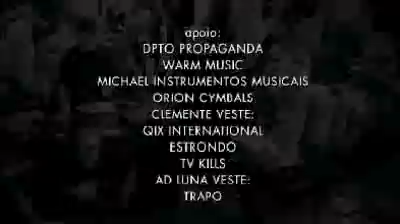 apoio:
DPTO PROPAGANDA
WARM MUSIC
MICHAEL INSTRUMENTOS MUSICAIS
ORION CYMBALS
CLEMENTE VESTE:
QIX INTERNATIONAL
ESTRONDO
TV KILLS
AD LUNA VESTE:
TRAPO